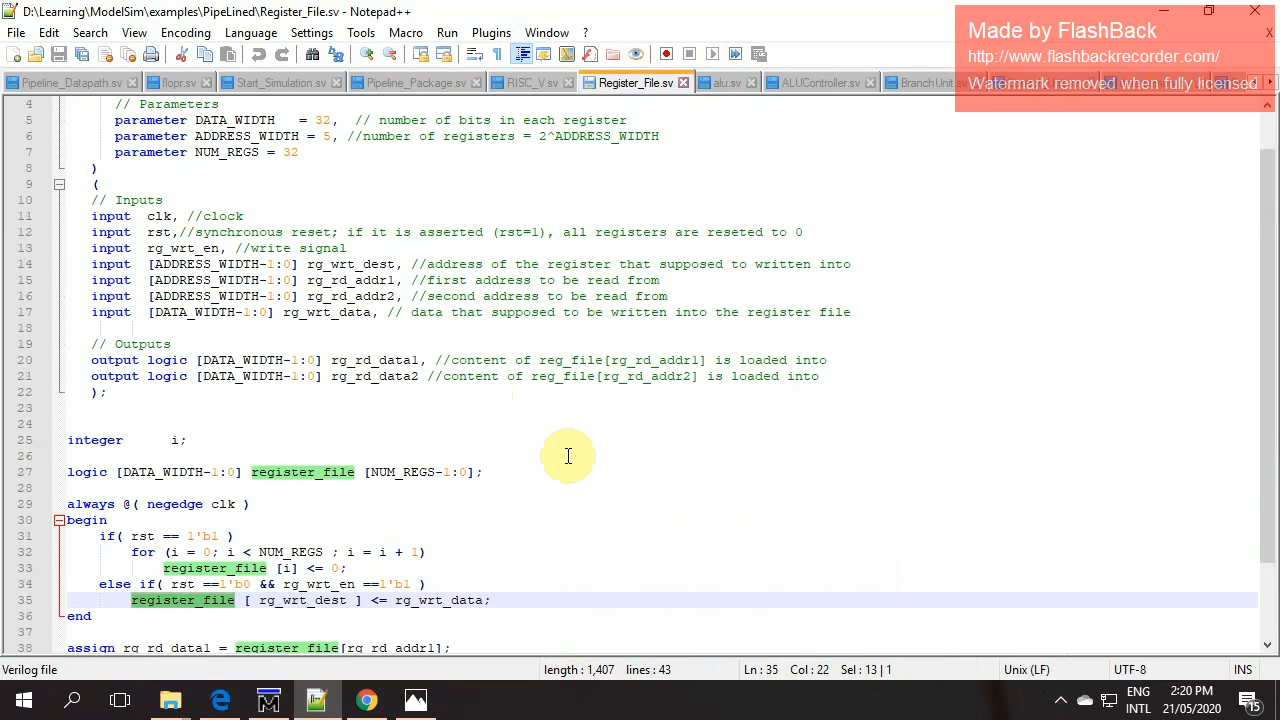 D:\Learning\ModelSim\examples\PipeLined\Register_File.sv - Notepad++
Made by FlashBack
http://www.flashbackrecorder.com/
Watermark removed when fully licensed
File Edit Search View Encoding Language Settings Tools Macro Run Plugins Window ?
Pipeline_Datapath.sv flopr.sv Start_Simulation.sv Pipeline_Package.sv RISC_V.sv Register_File.sv alu.sv ALUController.sv BranchUnit.sv
4 // Parameters
5 parameter DATA_WIDTH = 32, // number of bits in each register
6 parameter ADDRESS_WIDTH = 5, //number of registers = 2^ADDRESS_WIDTH
7 parameter NUM_REGS = 32
8 )
9 (
10 // Inputs
11 input clk, //clock
12 input rst,//synchronous reset; if it is asserted (rst=1), all registers are reseted to 0
13 input rg_wrt_en, //write signal
14 input [ADDRESS_WIDTH-1:0] rg_wrt_dest, //address of the register that supposed to written into
15 input [ADDRESS_WIDTH-1:0] rg_rd_addr1, //first address to be read from
16 input [ADDRESS_WIDTH-1:0] rg_rd_addr2, //second address to be read from
17 input [DATA_WIDTH-1:0] rg_wrt_data, // data that supposed to be written into the register file
18
19 // Outputs
20 output logic [DATA_WIDTH-1:0] rg_rd_data1, //content of reg_file[rg_rd_addr1] is loaded into
21 output logic [DATA_WIDTH-1:0] rg_rd_data2 //content of reg_file[rg_rd_addr2] is loaded into
22 );
23
24
25 integer i;
26
27 logic [DATA_WIDTH-1:0] register_file [NUM_REGS-1:0];
28
29 always @( negedge clk )
30 begin
31 if( rst == 1'b1 )
32 for (i = 0; i < NUM_REGS ; i = i + 1)
33 register_file [i] <= 0;
34 else if( rst ==1'b0 && rg_wrt_en ==1'b1 )
35 register_file [ rg_wrt_dest ] <= rg_wrt_data;
36 end
37
38 assign rg_rd_data1 = register_file[rg_rd_addr1];
Verilog file length : 1,407 lines : 43 Ln : 35 Col : 22 Sel : 13 | 1 Unix (LF) UTF-8 INS
ENG
INTL
2:20 PM
21/05/2020
15